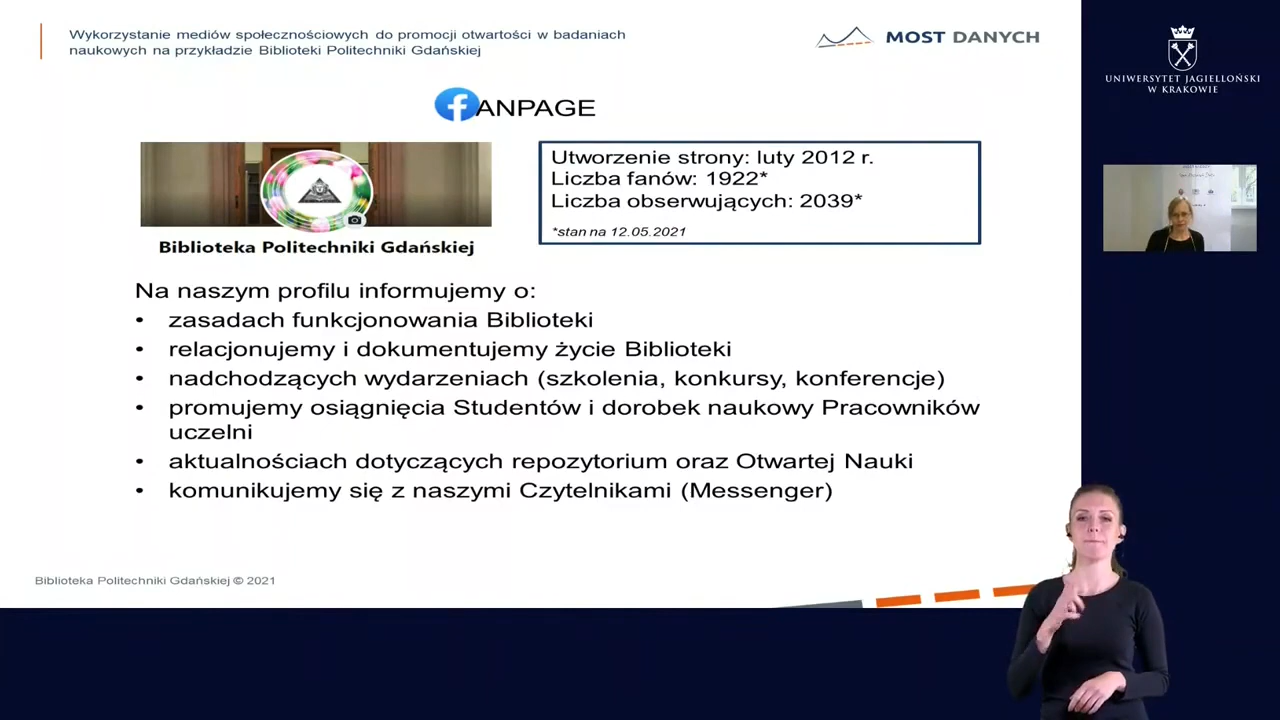 Wykorzystanie mediów społecznościowych do promocji otwartości w badaniach
naukowych na przykładzie Biblioteki Politechniki Gdańskiej
MOST DANYCH
UNIWERSYTET JAGIELLOŃSKI
W KRAKOWIE
fANPAGE
Utworzenie strony: luty 2012 r.
Liczba fanów: 1922*
Liczba obserwujących: 2039*
*stan na 12.05.2021
Biblioteka Politechniki Gdańskiej
Na naszym profilu informujemy o:
• zasadach funkcjonowania Biblioteki
• relacjonujemy i dokumentujemy życie Biblioteki
• nadchodzących wydarzeniach (szkolenia, konkursy, konferencje)
• promujemy osiągnięcia Studentów i dorobek naukowy Pracowników
uczelni
• aktualnościach dotyczących repozytorium oraz Otwartej Nauki
• komunikujemy się z naszymi Czytelnikami (Messenger)
Biblioteka Politechniki Gdańskiej © 2021